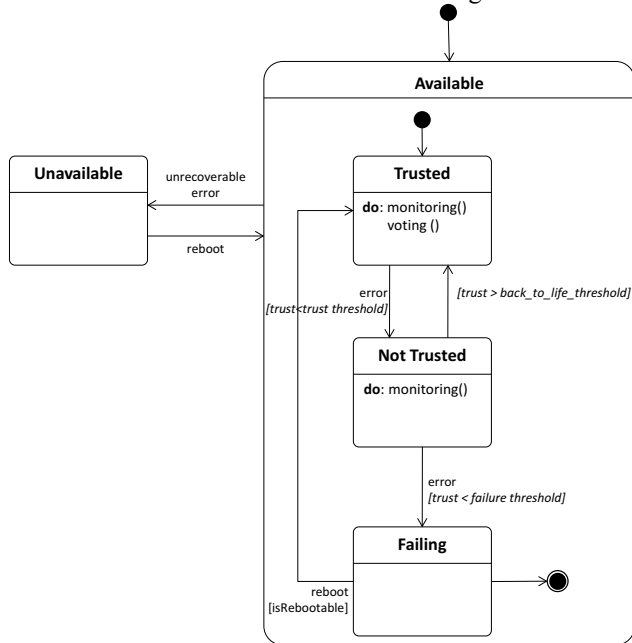 Available
Unavailable
unrecoverable
error
reboot
Trusted
do: monitoring()
voting ()
error
[trust<trust threshold]
[trust > back_to_life_threshold]
Not Trusted
do: monitoring()
error
[trust < failure threshold]
Failing
reboot
[isRebootable]